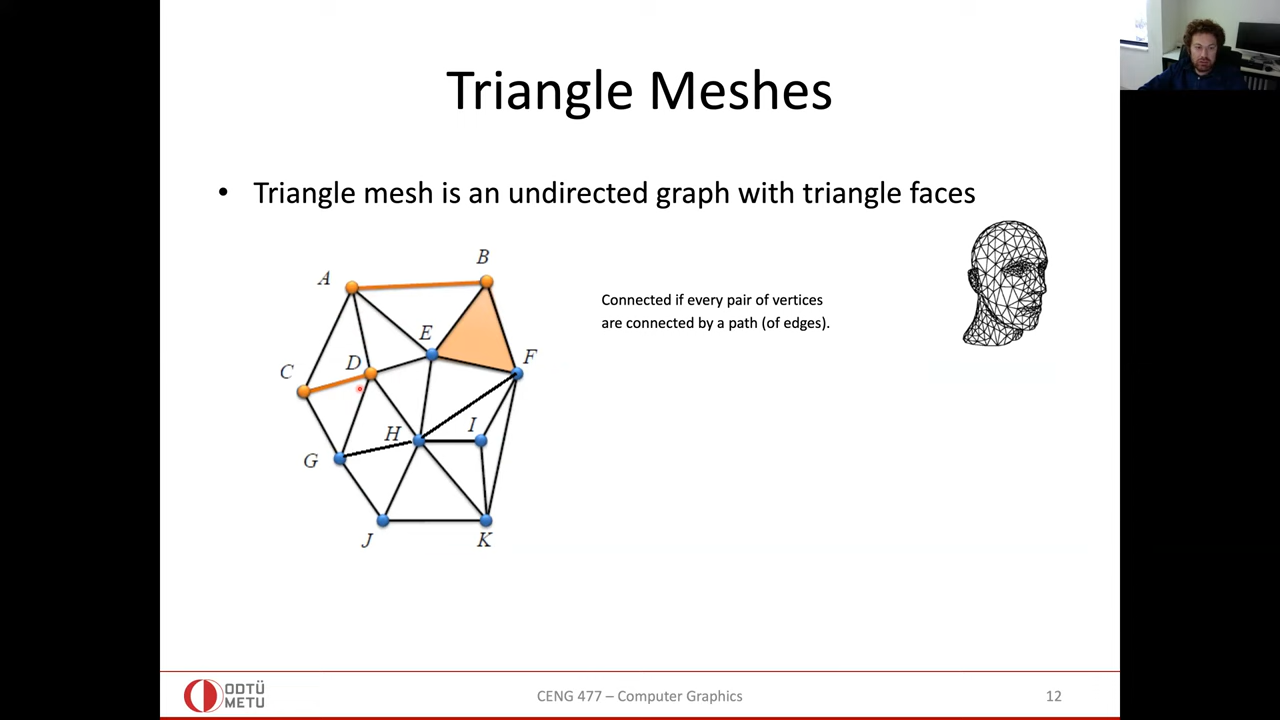 Triangle Meshes
• Triangle mesh is an undirected graph with triangle faces
A
B
Connected if every pair of vertices
are connected by a path (of edges).
E
F
D
C
H
I
G
J
K
ODTÜ
METU
CENG 477 – Computer Graphics
12